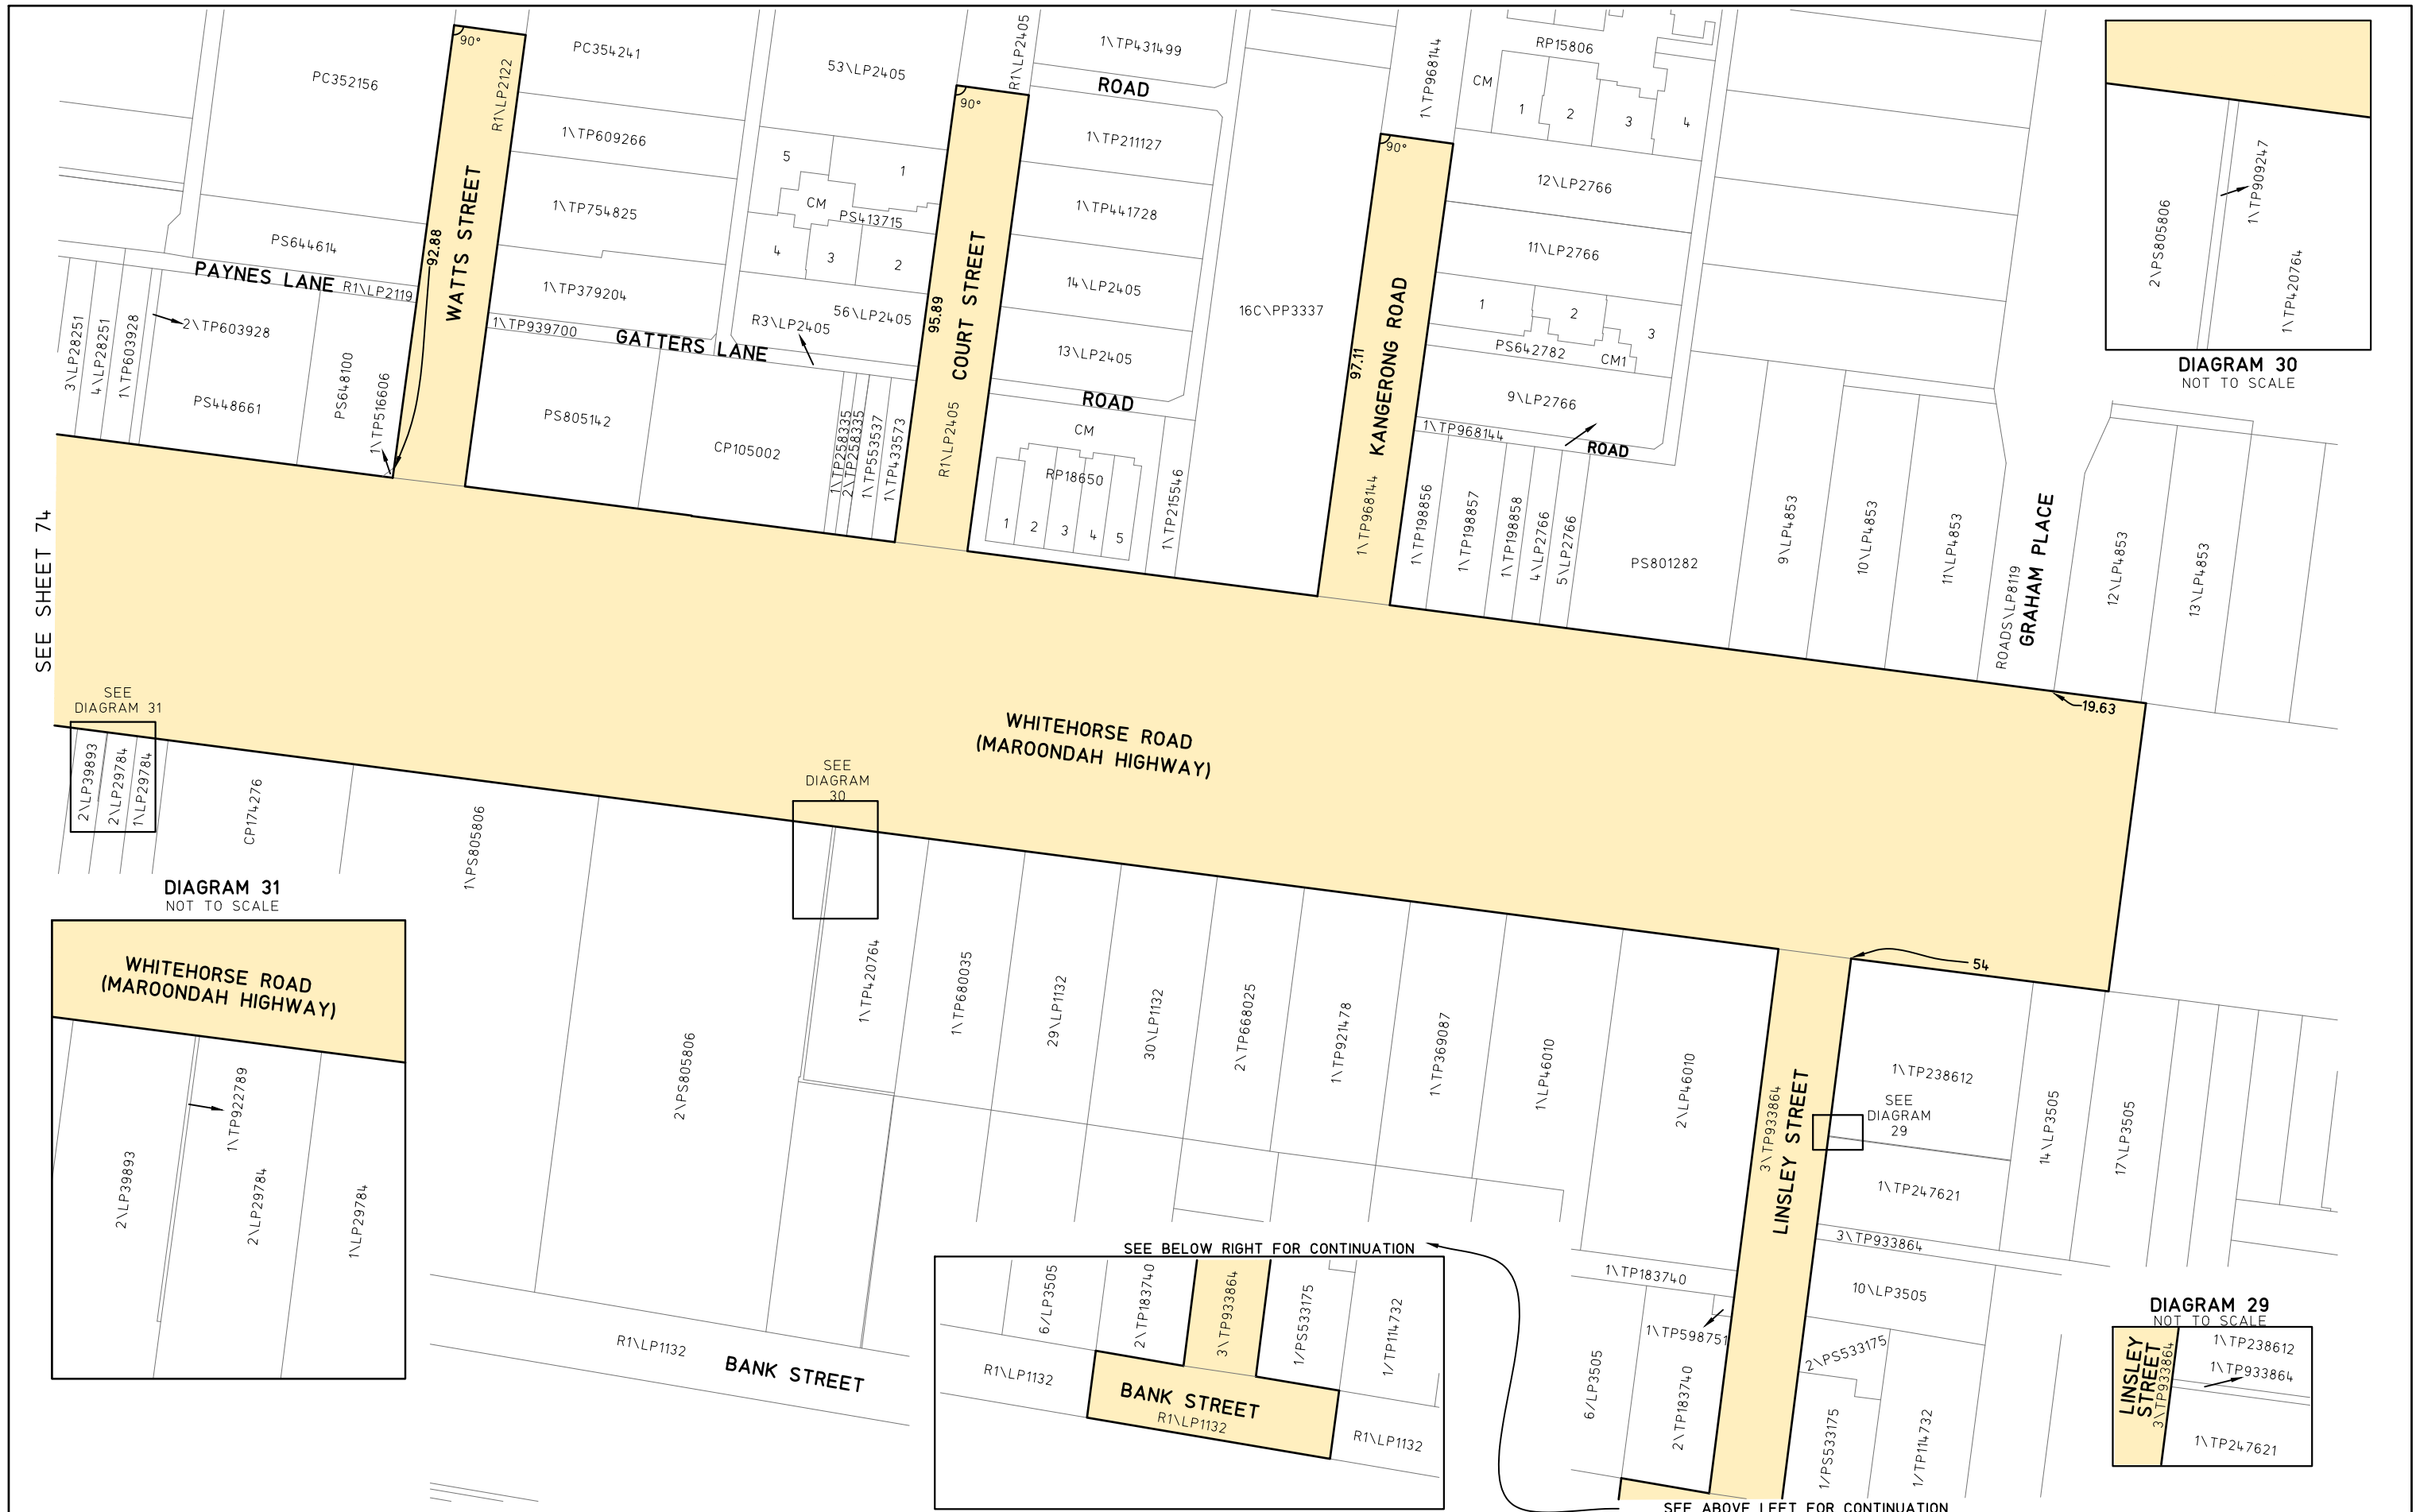 PC352156
90°
R1\LP2122
PC354241
53\LP2405
R1\LP2405
90°
1\TP431499
ROAD
1\TP968144
90°
RP15806
CM
1
2
3
4
1\TP609266
1\TP754825
5
1
CM
PS413715
4
3
2
1\TP211127
1\TP441728
14\LP2405
13\LP2405
16C\PP3337
12\LP2766
11\LP2766
1
2
3
PS642782
CM1
9\LP2766
1\TP968144
ROAD
PS644614
PAYNES LANE
R1\LP2119
92.88
WATTS STREET
1\TP379204
1\TP939700
GATTERS LANE
R3\LP2405
56\LP2405
95.89
COURT STREET
R1\LP2405
ROAD
97.11
KANGERONG ROAD
1\TP968144
3\LP28251
4\LP28251
1\TP603928
2\TP603928
PS448661
PS648100
1\TP516606
PS805142
CP105002
1\TP258335
2\TP258335
1\TP553537
1\TP433573
CM
RP18650
1
2
3
4
5
1\TP215546
1\TP198856
1\TP198857
1\TP198858
4\LP2766
5\LP2766
PS801282
9\LP4853
10\LP4853
11\LP4853
ROADS\LP8119
GRAHAM PLACE
12\LP4853
13\LP4853
2\PS805806
1\TP909247
1\TP420764
DIAGRAM 30
NOT TO SCALE
SEE SHEET 74
19.63
WHITEHORSE ROAD
(MAROONDAH HIGHWAY)
SEE
DIAGRAM 31
2\LP39893
2\LP29784
1\LP29784
CP174276
1\PS805806
SEE
DIAGRAM
30
2\PS805806
1\TP420764
1\TP680035
29\LP1132
30\LP1132
2\TP668025
1\TP921478
1\TP369087
1\LP46010
2\LP46010
54
3\TP933864
LINSLEY STREET
1\TP238612
SEE
DIAGRAM
29
1\TP247621
14\LP3505
17\LP3505
3\TP933864
10\LP3505
1\TP183740
1\TP598751
6/LP3505
2\TP183740
2\PS533175
1/PS533175
1/TP114732
DIAGRAM 31
NOT TO SCALE
WHITEHORSE ROAD
(MAROONDAH HIGHWAY)
2\LP39893
1\TP922789
2\LP29784
1\LP29784
R1\LP1132
BANK STREET
SEE BELOW RIGHT FOR CONTINUATION
6/LP3505
2\TP183740
3\TP933864
1/PS533175
1/TP114732
R1\LP1132
BANK STREET
R1\LP1132
R1\LP1132
DIAGRAM 29
NOT TO SCALE
LINSLEY
STREET
3\TP933864
1\TP238612
1\TP933864
1\TP247621
SEE ABOVE LEFT FOR CONTINUATION